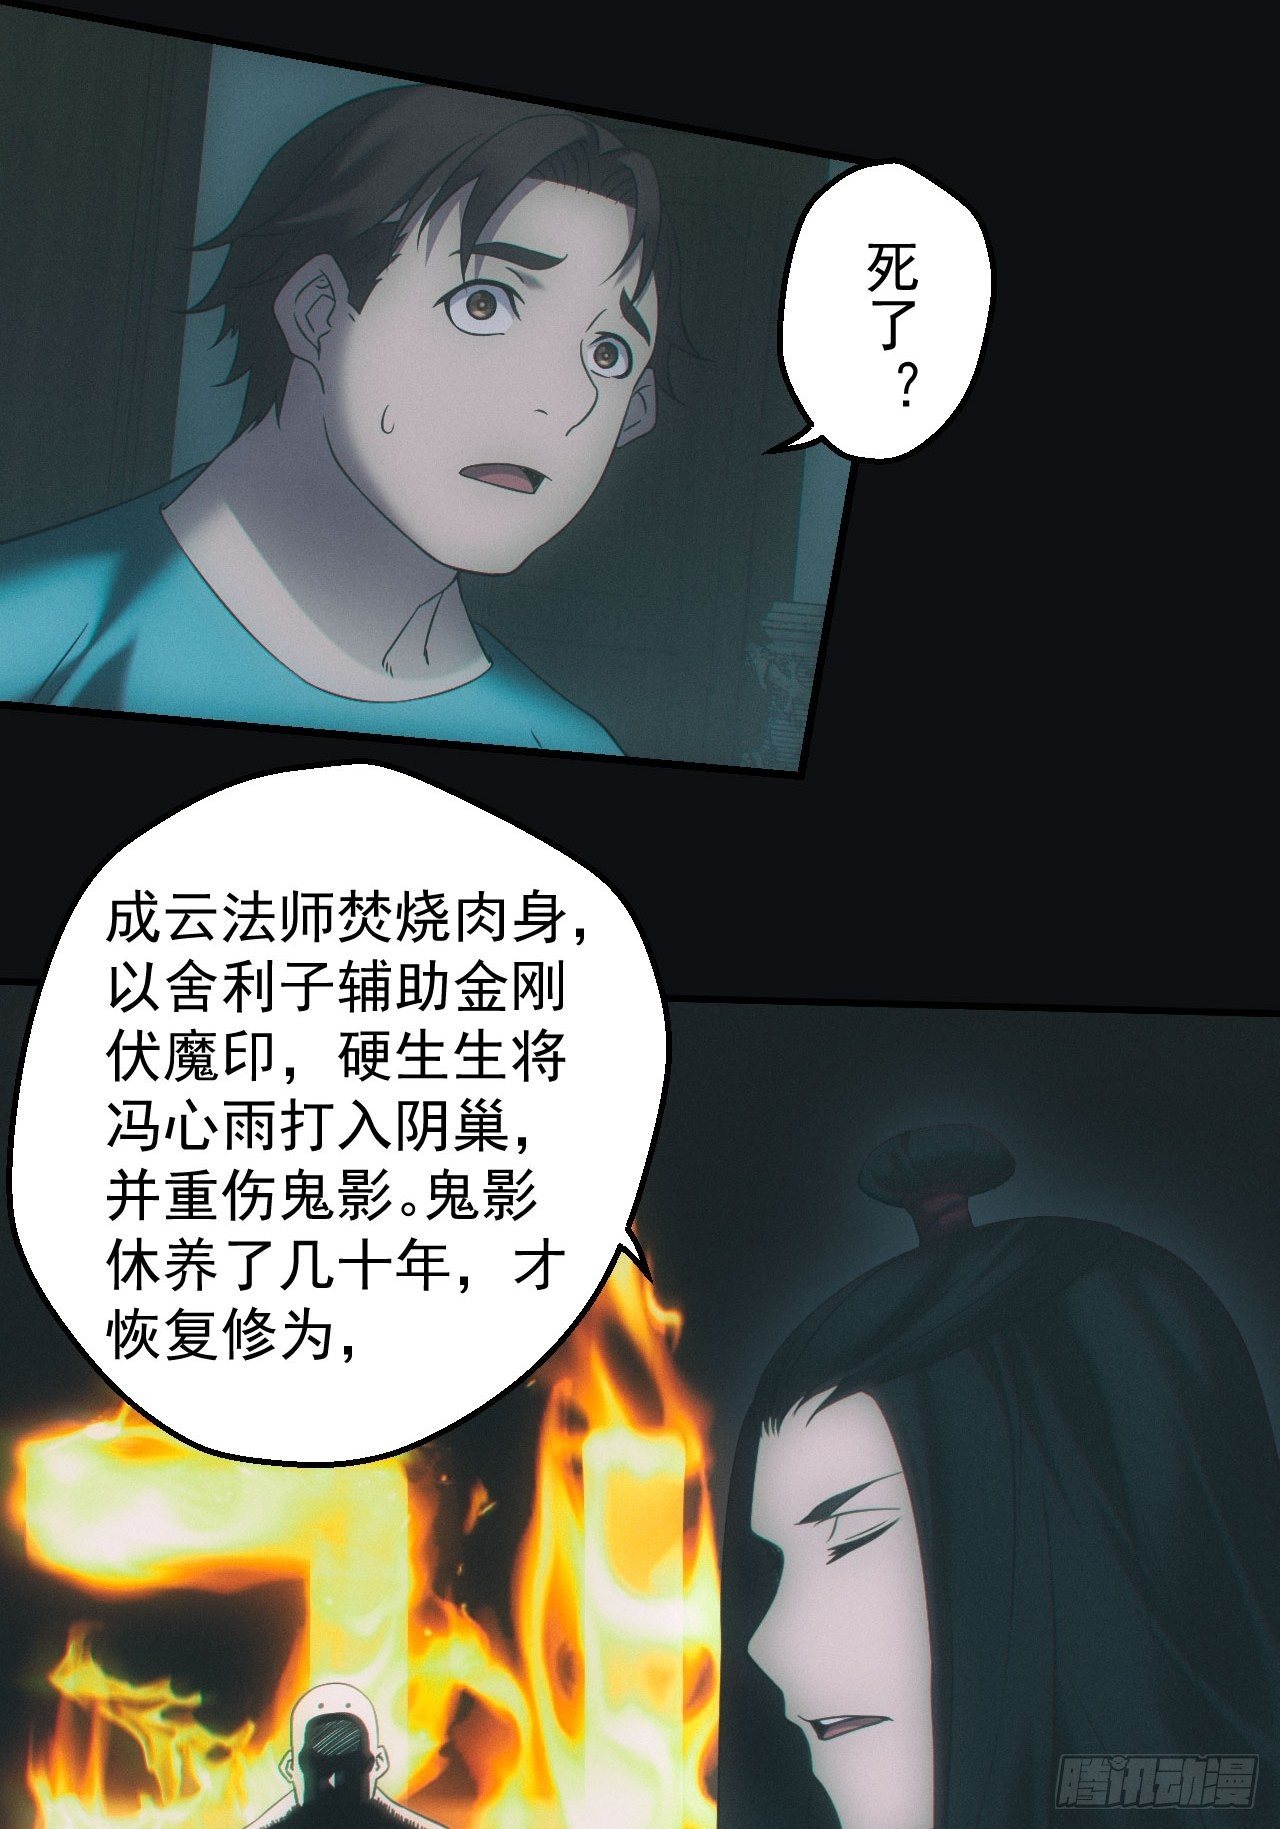 死了？
成云法师焚烧肉身，
以舍利子辅助金刚
伏魔印，硬生生将
冯心雨打入阴巢，
并重伤鬼影。鬼影
休养了几十年，才
恢复修为，
腾讯动漫